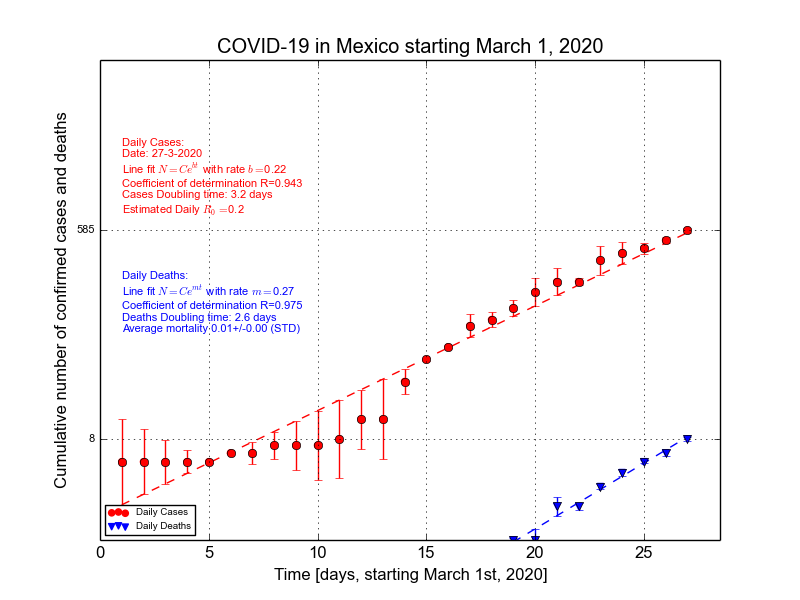 COVID-19 in Mexico starting March 1, 2020
Cumulative number of confirmed cases and deaths
Daily Cases:
Date: 27-3-2020
Line fit N=Ce^{bt} with rate b=0.22
Coefficient of determination R=0.943
Cases Doubling time: 3.2 days
Estimated Daily R_0=0.2
585
Daily Deaths:
Line fit N=Ce^{mt} with rate m=0.27
Coefficient of determination R=0.975
Deaths Doubling time: 2.6 days
Average mortality 0.01+/-0.00 (STD)
8
Daily Cases
Daily Deaths
0 5 10 15 20 25
Time [days, starting March 1st, 2020]